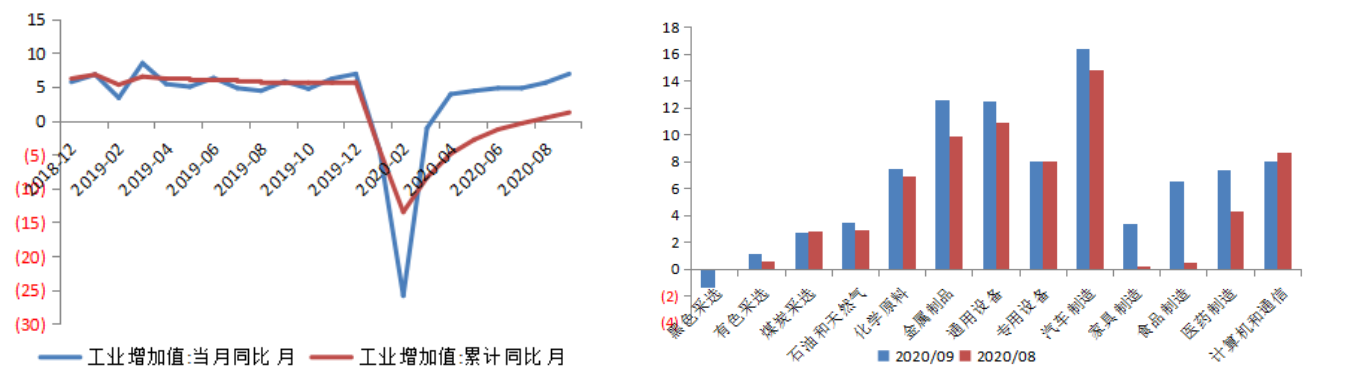 15
10
5
0
(5)
(10)
(15)
(20)
(25)
(30)
2018-12
2019-02
2019-04
2019-06
2019-08
2019-10
2019-12
2020-02
2020-04
2020-06
2020-08
工业增加值:当月同比 月
工业增加值:累计同比 月
18
16
14
12
10
8
6
4
2
0
(2)
(4)
黑色采选
有色采选
煤炭采选
石油和天然气
化学原料
金属制品
通用设备
专用设备
汽车制造
家具制造
食品制造
医药制造
计算机和通信
2020/09
2020/08